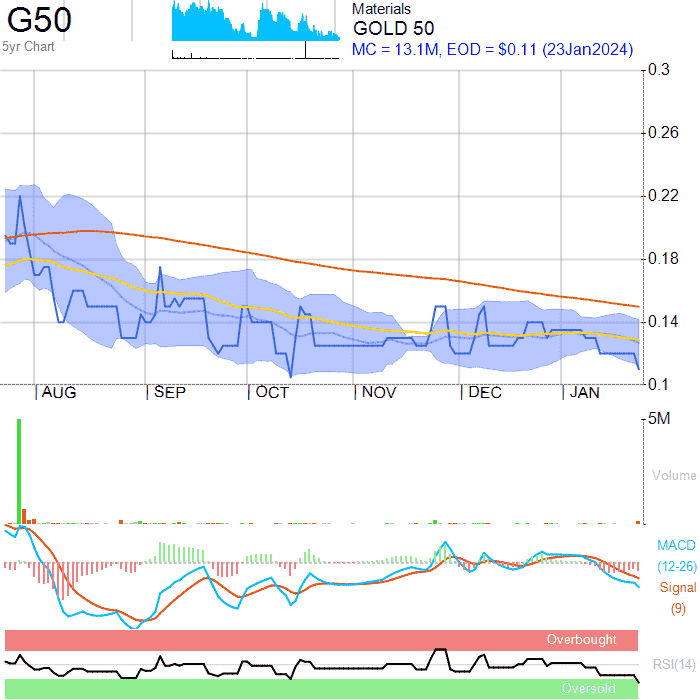 G50
5yr Chart
Materials
GOLD 50
MC = 13.1M, EOD = $0.11 (23Jan2024)
0.3
0.26
0.22
0.18
0.14
0.1
AUG SEP OCT NOV DEC JAN
5M
Volume
MACD
(12-26)
Signal
(9)
Overbought
RSI(14)
Oversold